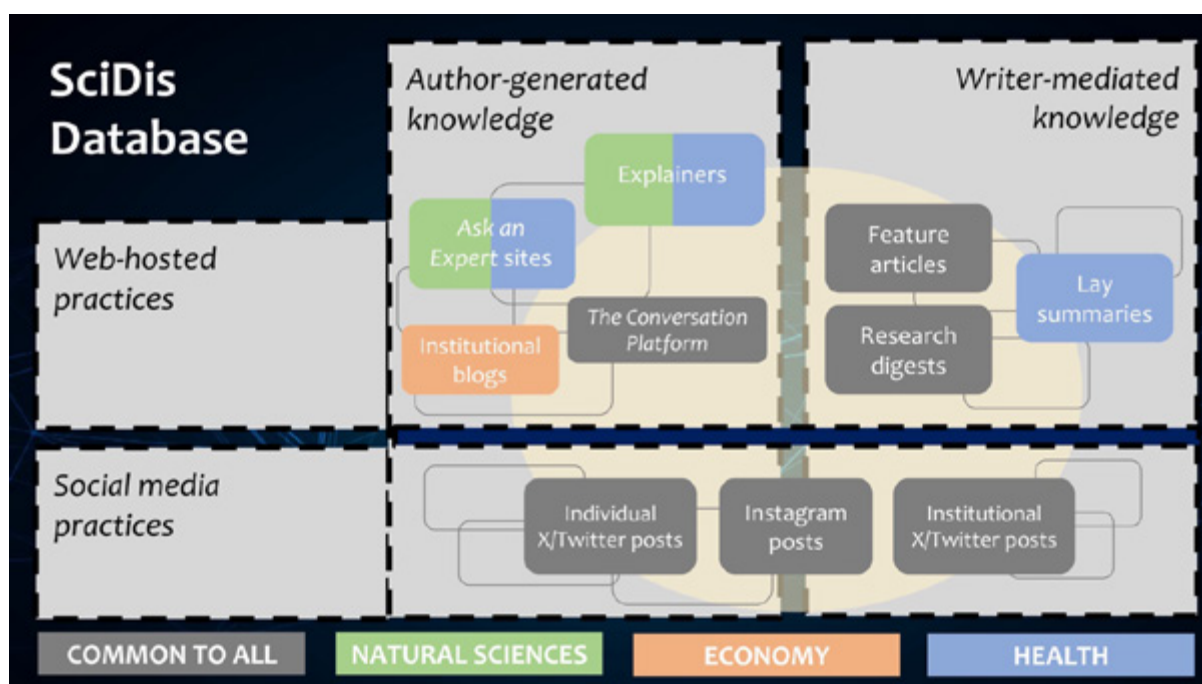 SciDis
Database
Author-generated
knowledge
Writer-mediated
knowledge
Web-hosted
practices
Explainers
Ask an
Expert sites
The Conversation
Platform
Institutional
blogs
Feature
articles
Lay
summaries
Research
digests
Social media
practices
Individual
X/Twitter posts
Instagram
posts
Institutional
X/Twitter posts
COMMON TO ALL
NATURAL SCIENCES
ECONOMY
HEALTH